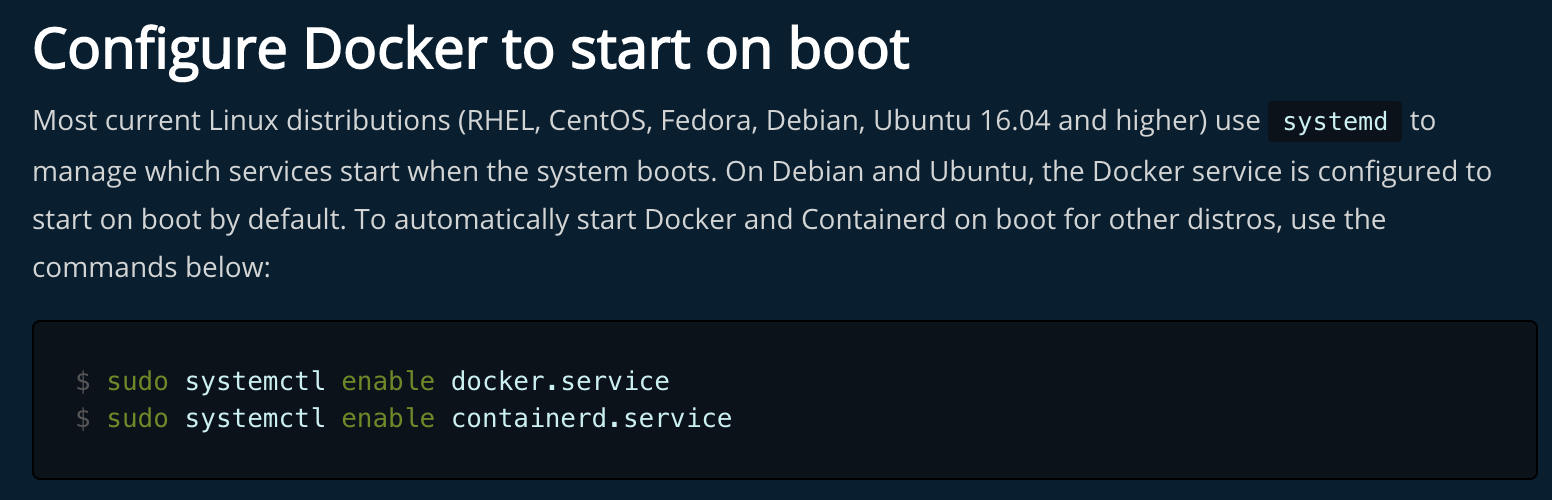 Configure Docker to start on boot
Most current Linux distributions (RHEL, CentOS, Fedora, Debian, Ubuntu 16.04 and higher) use systemd to
manage which services start when the system boots. On Debian and Ubuntu, the Docker service is configured to
start on boot by default. To automatically start Docker and Containerd on boot for other distros, use the
commands below:
$ sudo systemctl enable docker.service
$ sudo systemctl enable containerd.service